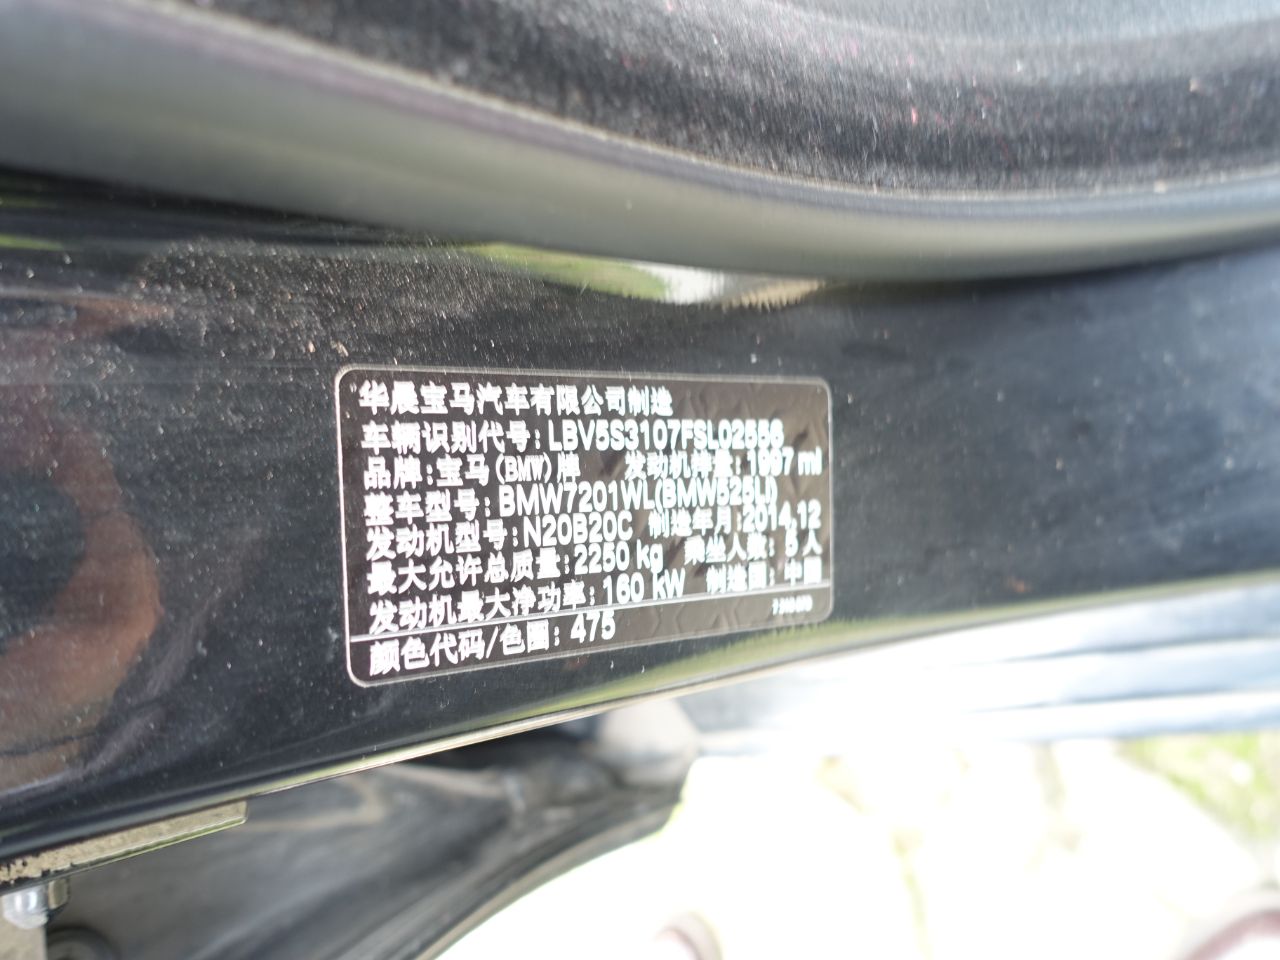 华晨宝马汽车有限公司制造
车辆识别代号: LBV5S3107FSL02556
品牌: 宝马(BMW)牌 发动机排量: 1997 ml
整车型号: BMW7201WL(BMW525Li)
发动机型号: N20B20C 制造年月: 2014.12
最大允许总质量: 2250 kg 乘坐人数: 5 人
发动机最大净功率: 160 kW 制造国: 中国
颜色代码/色圈: 475